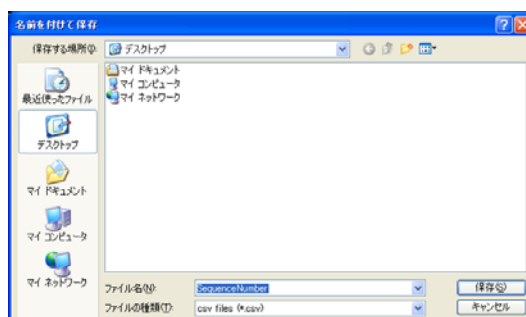 名前を付けて保存
保存する場所(I):
デスクトップ
マイ ドキュメント
マイ コンピュータ
マイ ネットワーク
最近使ったファイル
デスクトップ
マイ ドキュメント
マイ コンピュータ
マイ ネットワーク
ファイル名(N):
SequenceNumber
保存(S)
ファイルの種類(T):
csv files (*.csv)
キャンセル